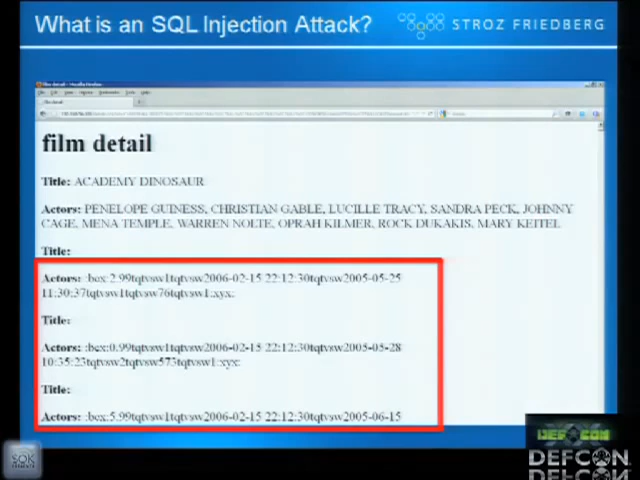 What is an SQL Injection Attack?
STROZ FRIEDBERG
film detail
Title: ACADEMY DINOSAUR
Actors: PENELOPE GUINESS, CHRISTIAN GABLE, LUCILLE TRACY, SANDRA PECK, JOHNNY
CAGE, MENA TEMPLE, WARREN NOLTE, OPRAH KILMER, ROCK DUKAKIS, MARY KEITEL
Title:
Actors: :bcx:2.99tqtvsw1tqtvsw2006-02-15 22:12:30tqtvsw2005-05-25
11:30:37tqtvsw1tqtvsw76tqtvsw1:xyx:
Title:
Actors: :bcx:0.99tqtvsw1tqtvsw2006-02-15 22:12:30tqtvsw2005-05-28
10:35:23tqtvsw2tqtvsw573tqtvsw1:xyx:
Title:
Actors: :bcx:5.99tqtvsw1tqtvsw2006-02-15 22:12:30tqtvsw2005-06-15
DEFCON
DEFCON